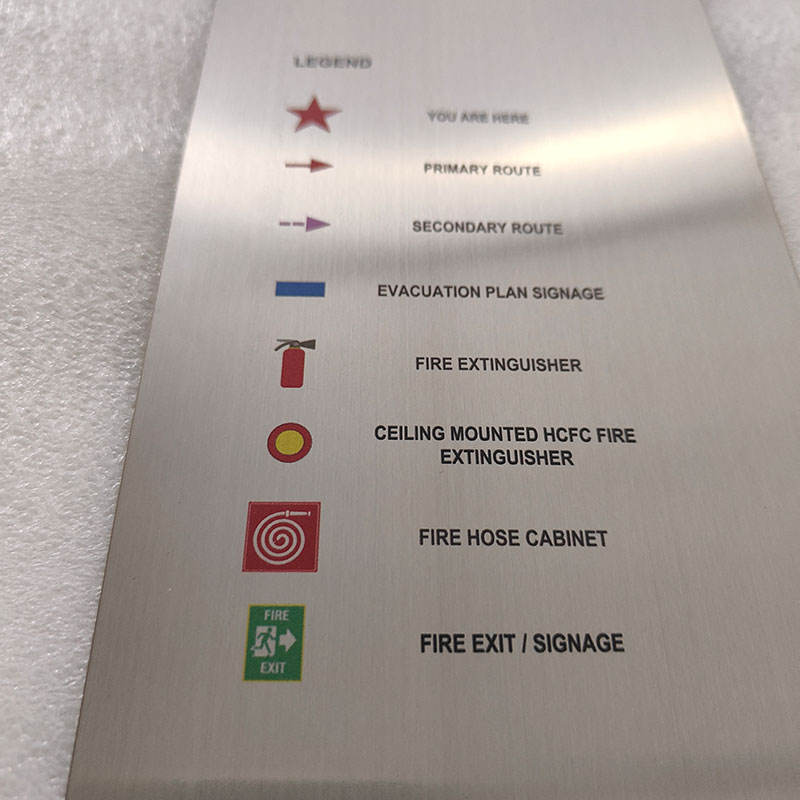 LEGEND
YOU ARE HERE
PRIMARY ROUTE
SECONDARY ROUTE
EVACUATION PLAN SIGNAGE
FIRE EXTINGUISHER
CEILING MOUNTED HCFC FIRE
EXTINGUISHER
FIRE HOSE CABINET
FIRE
EXIT
FIRE EXIT / SIGNAGE